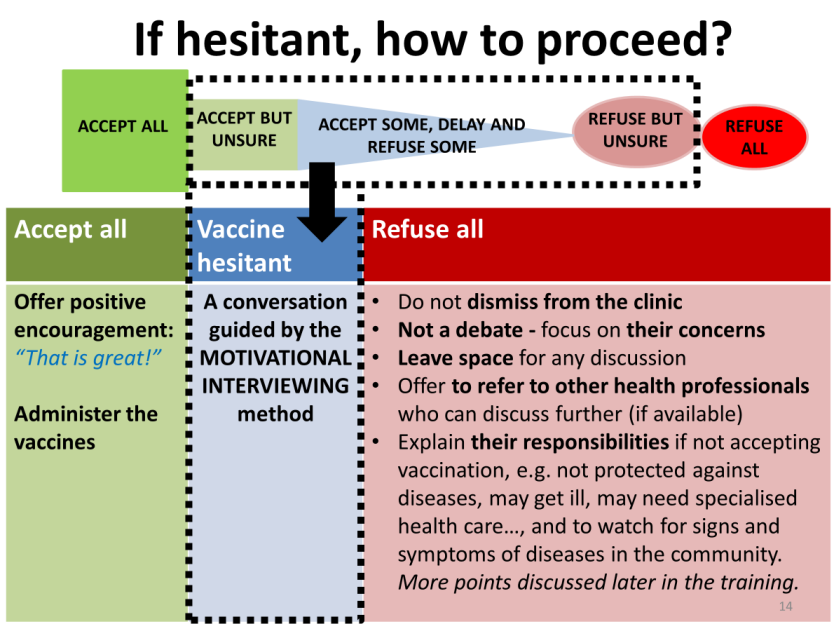 If hesitant, how to proceed?
ACCEPT ALL
ACCEPT BUT
UNSURE
ACCEPT SOME, DELAY AND
REFUSE SOME
REFUSE BUT
UNSURE
REFUSE
ALL
Accept all
Vaccine
hesitant
Refuse all
Offer positive
encouragement:
“That is great!”
Administer the
vaccines
A conversation
guided by the
MOTIVATIONAL
INTERVIEWING
method
• Do not dismiss from the clinic
• Not a debate - focus on their concerns
• Leave space for any discussion
• Offer to refer to other health professionals
who can discuss further (if available)
• Explain their responsibilities if not accepting
vaccination, e.g. not protected against
diseases, may get ill, may need specialised
health care…, and to watch for signs and
symptoms of diseases in the community.
More points discussed later in the training.
14